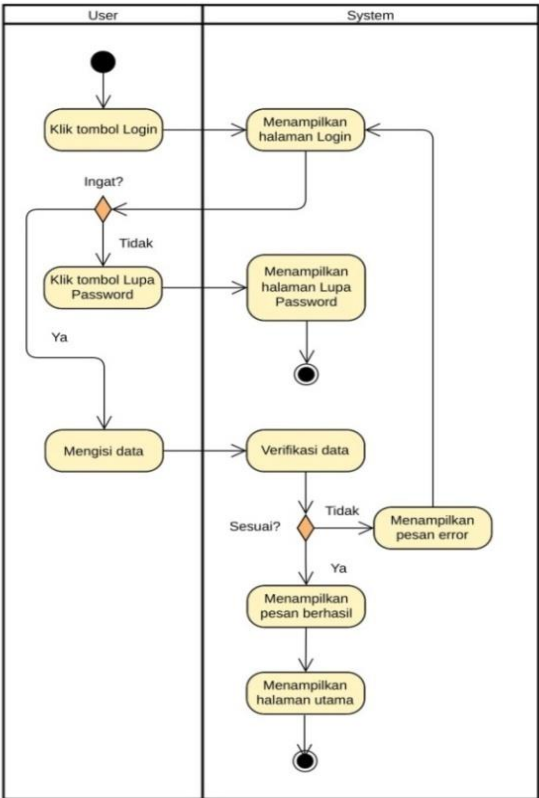 User
System
Klik tombol Login
Menampilkan
halaman Login
Ingat?
Tidak
Klik tombol Lupa
Password
Menampilkan
halaman Lupa
Password
Ya
Mengisi data
Verifikasi data
Sesuai?
Tidak
Menampilkan
pesan error
Ya
Menampilkan
pesan berhasil
Menampilkan
halaman utama